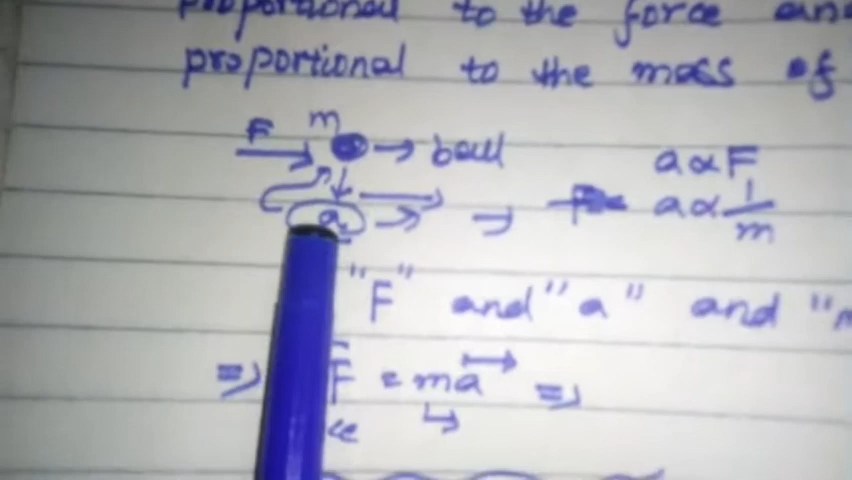 proportional to the force and
proportional to the mass of
F m → ball a ∝ F
a → a ∝ 1/m
"F" and "a" and "m
⇒ F = ma ⇒